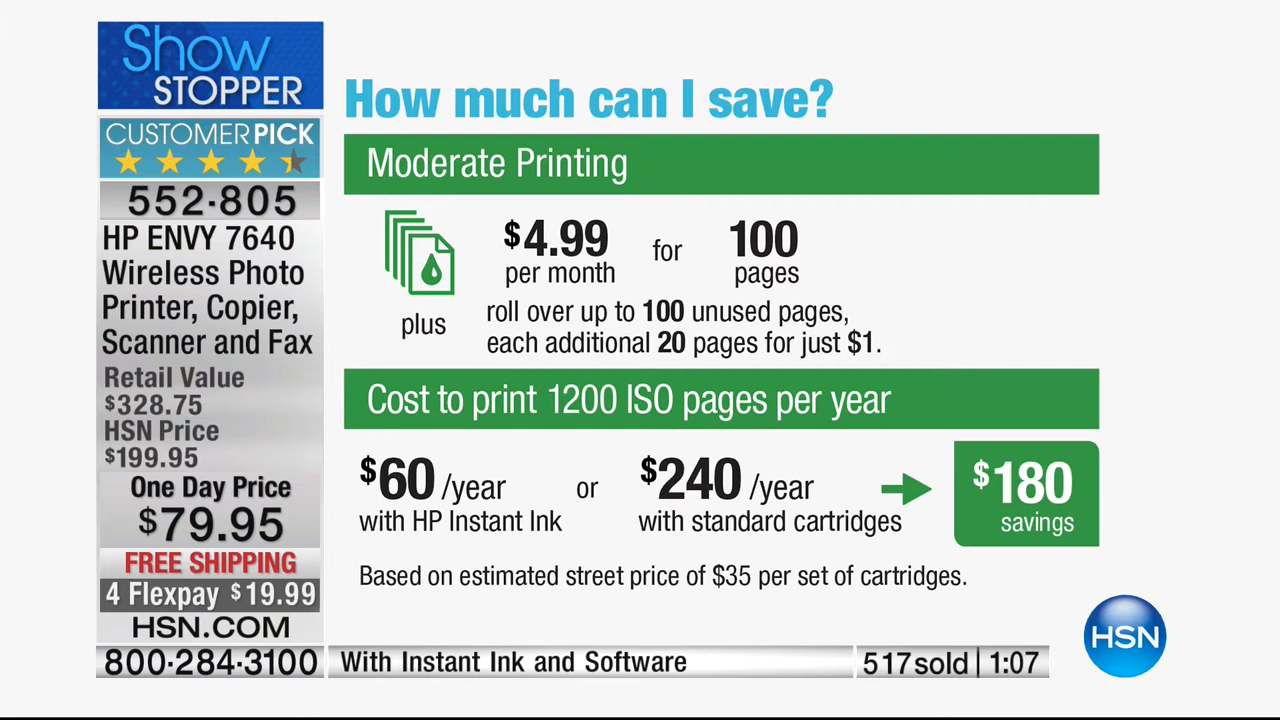 Show
STOPPER
CUSTOMER PICK
552·805
HP ENVY 7640
Wireless Photo
Printer, Copier,
Scanner and Fax
Retail Value
$328.75
HSN Price
$199.95
One Day Price
$79.95
FREE SHIPPING
4 Flexpay $19.99
HSN.COM
800·284·3100
How much can I save?
Moderate Printing
$4.99 for 100
per month pages
plus
roll over up to 100 unused pages,
each additional 20 pages for just $1.
Cost to print 1200 ISO pages per year
$60 /year or $240 /year $180
with HP Instant Ink with standard cartridges savings
Based on estimated street price of $35 per set of cartridges.
HSN
With Instant Ink and Software
517 sold | 1:07